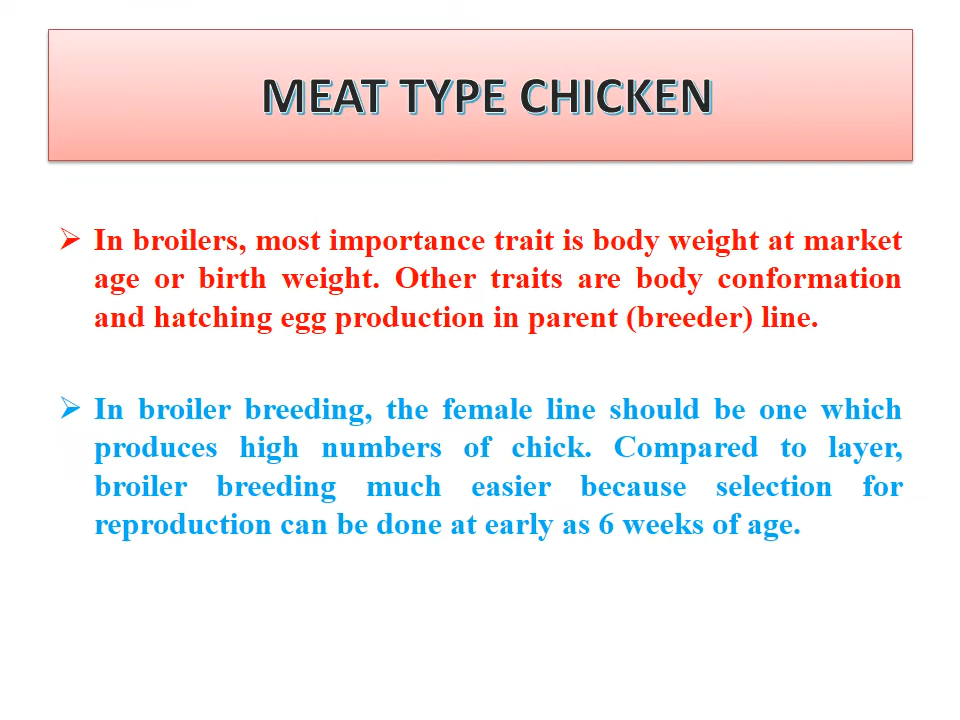 MEAT TYPE CHICKEN
➢ In broilers, most importance trait is body weight at market
age or birth weight. Other traits are body conformation
and hatching egg production in parent (breeder) line.
➢ In broiler breeding, the female line should be one which
produces high numbers of chick. Compared to layer,
broiler breeding much easier because selection for
reproduction can be done at early as 6 weeks of age.